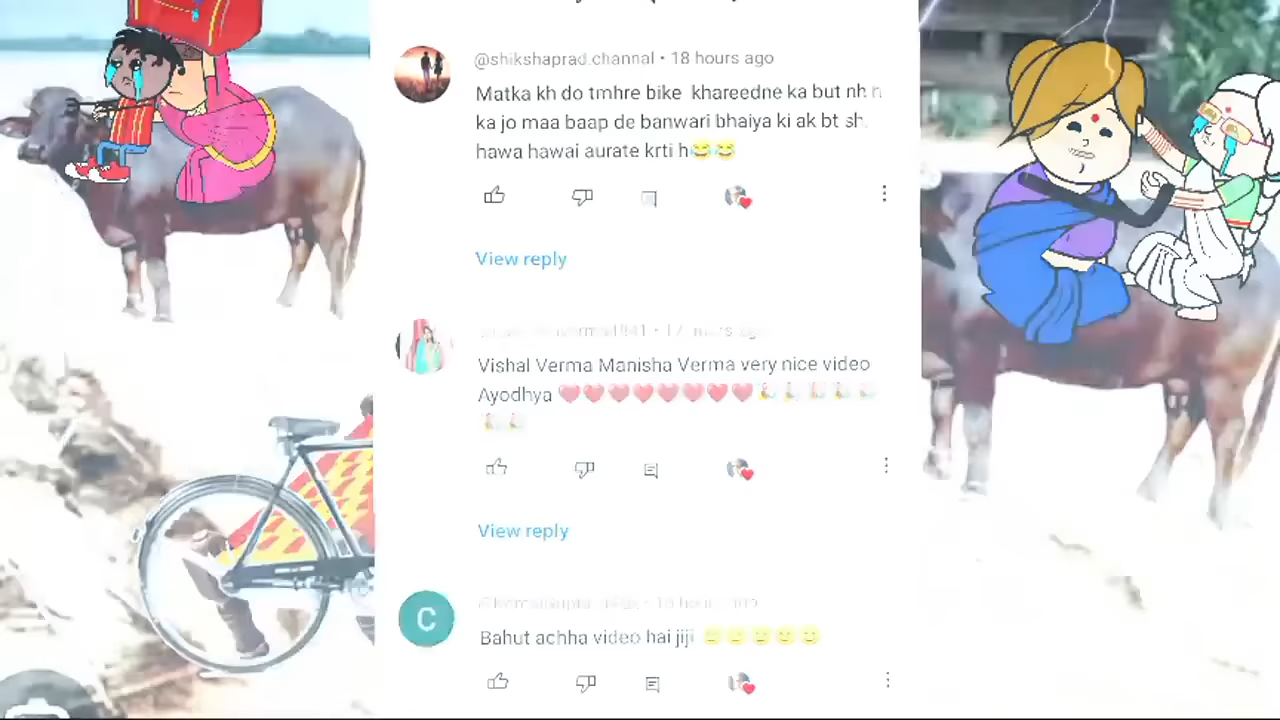 @shikshaprad.channal • 18 hours ago
Matka kh do tmhre bike khareedne ka but nh
ka jo maa baap de banwari bhaiya ki ak bt sh
hawa hawai aurate krti h😂😂
View reply
Vishal Verma Manisha Verma very nice video
Ayodhya ❤❤❤❤❤❤❤❤
View reply
C
Bahut achha video hai jiji 😊😊😊😊😊